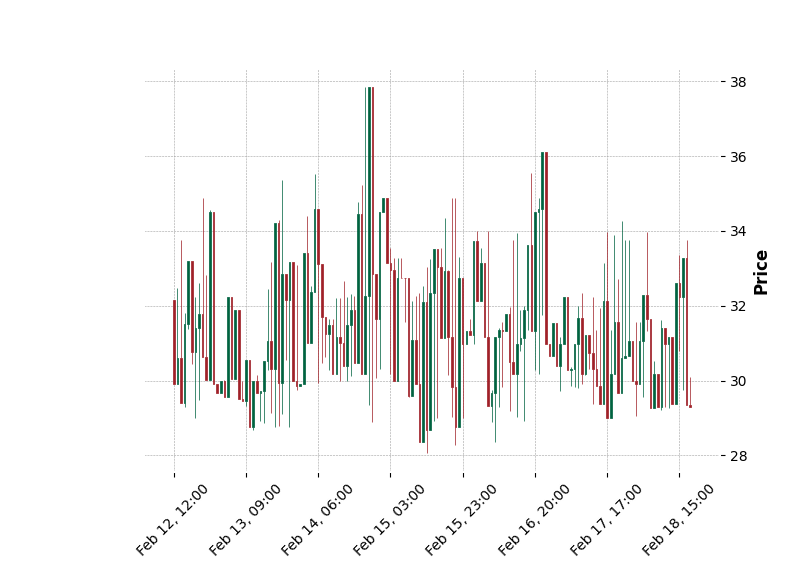 38
36
34
32
30
28
Price
Feb 12, 12:00
Feb 13, 09:00
Feb 14, 06:00
Feb 15, 03:00
Feb 15, 23:00
Feb 16, 20:00
Feb 17, 17:00
Feb 18, 15:00